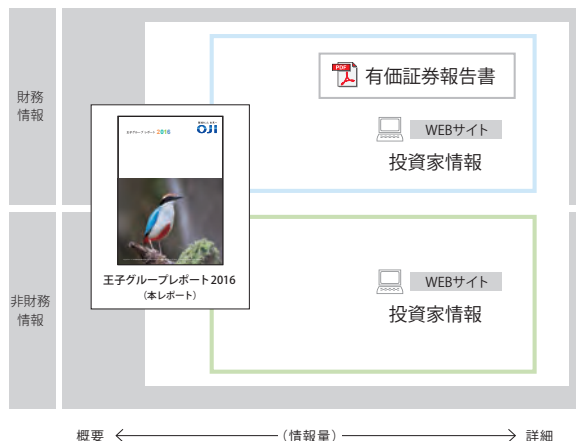 財務
情報
PDF
有価証券報告書
WEBサイト
投資家情報
王子グループレポート 2016
OJI
王子グループレポート2016
（本レポート）
非財務
情報
WEBサイト
投資家情報
概要
（情報量）
詳細